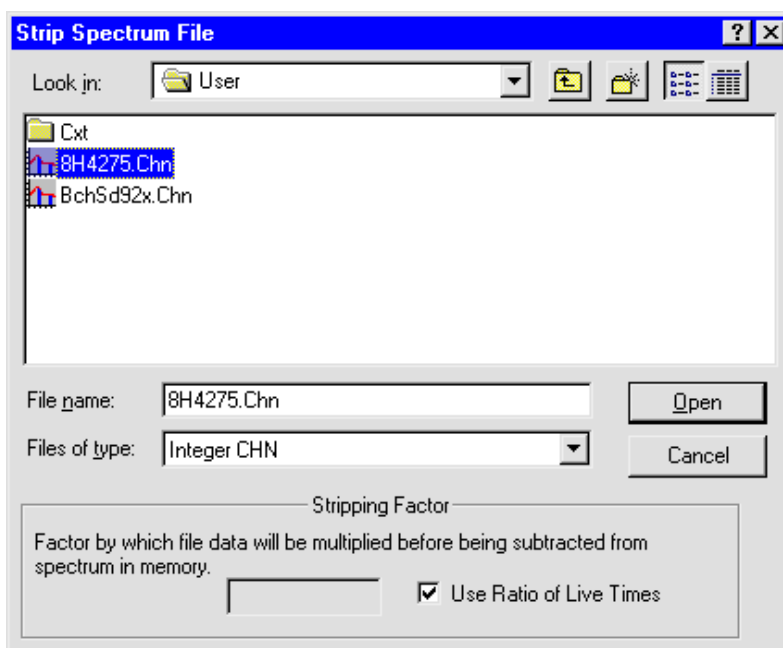 Strip Spectrum File
Look in: User
Cxt
8H4275.Chn
BchSd92x.Chn
File name: 8H4275.Chn
Open
Files of type: Integer CHN
Cancel
Stripping Factor
Factor by which file data will be multiplied before being subtracted from
spectrum in memory.
Use Ratio of Live Times